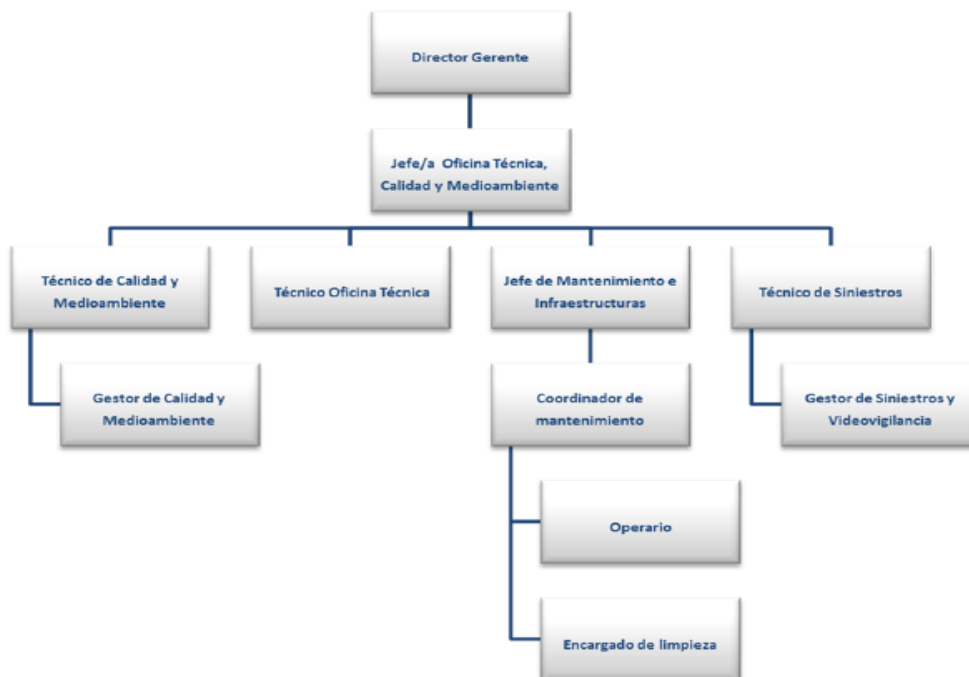 Director Gerente
Jefe/a Oficina Técnica,
Calidad y Medioambiente
Técnico de Calidad y
Medioambiente
Técnico Oficina Técnica
Jefe de Mantenimiento e
Infraestructuras
Técnico de Siniestros
Gestor de Calidad y
Medioambiente
Coordinador de
mantenimiento
Gestor de Siniestros y
Videovigilancia
Operario
Encargado de limpieza